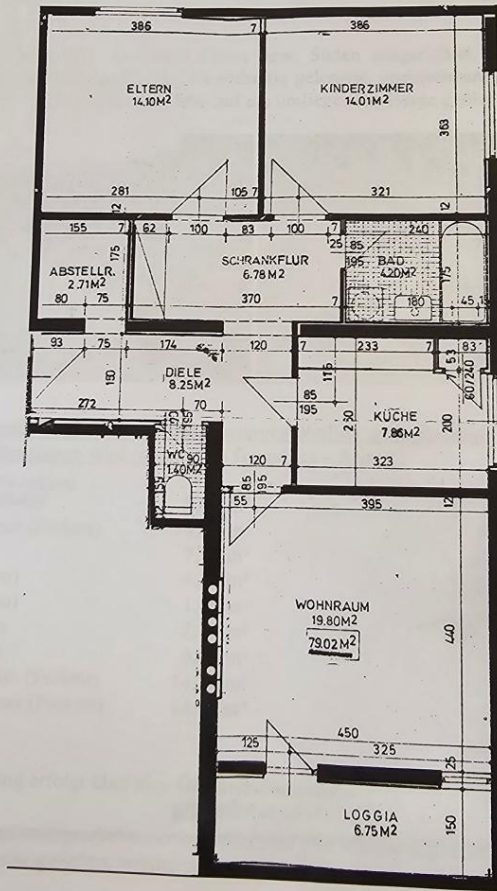 386 7 386
ELTERN
14.10M²
KINDERZIMMER
14.01M²
363
281 105 7 321
12 12
155 7 62 100 83 100 7 240
25 85
195
175
SCHRANKFLUR
6.78M²
BAD
4.20M²
175
ABSTELLR.
2.71M²
80 75 370 7 180 45
93 75 174 120 7 233 7 83
53
60/240
115
DIELE
8.25M²
180
85
195
KÜCHE
7.86M²
230
200
272 70
WC
1.40M²
90
120 7 323
85
195
55 395 12
WOHNRAUM
19.80M²
79.02M²
440
450
125 325
25
LOGGIA
6.75M²
150